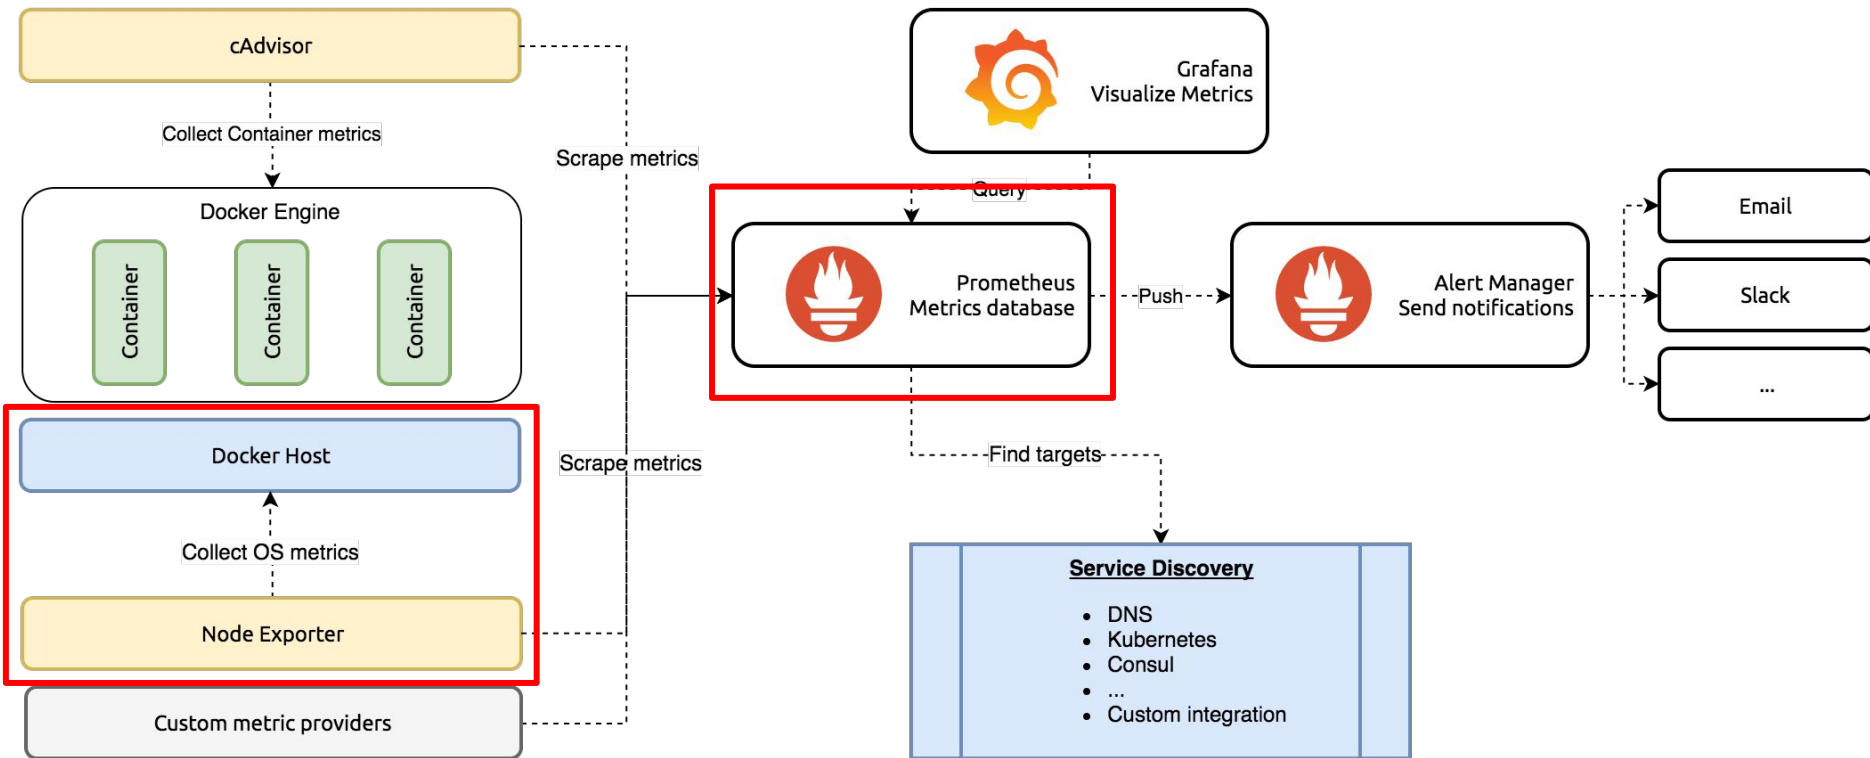 cAdvisor
Collect Container metrics
Docker Engine
Container
Container
Container
Docker Host
Collect OS metrics
Node Exporter
Custom metric providers
Scrape metrics
Scrape metrics
Grafana
Visualize Metrics
Query
Prometheus
Metrics database
Push
Alert Manager
Send notifications
Email
Slack
...
Find targets
Service Discovery
• DNS
• Kubernetes
• Consul
• ...
• Custom integration